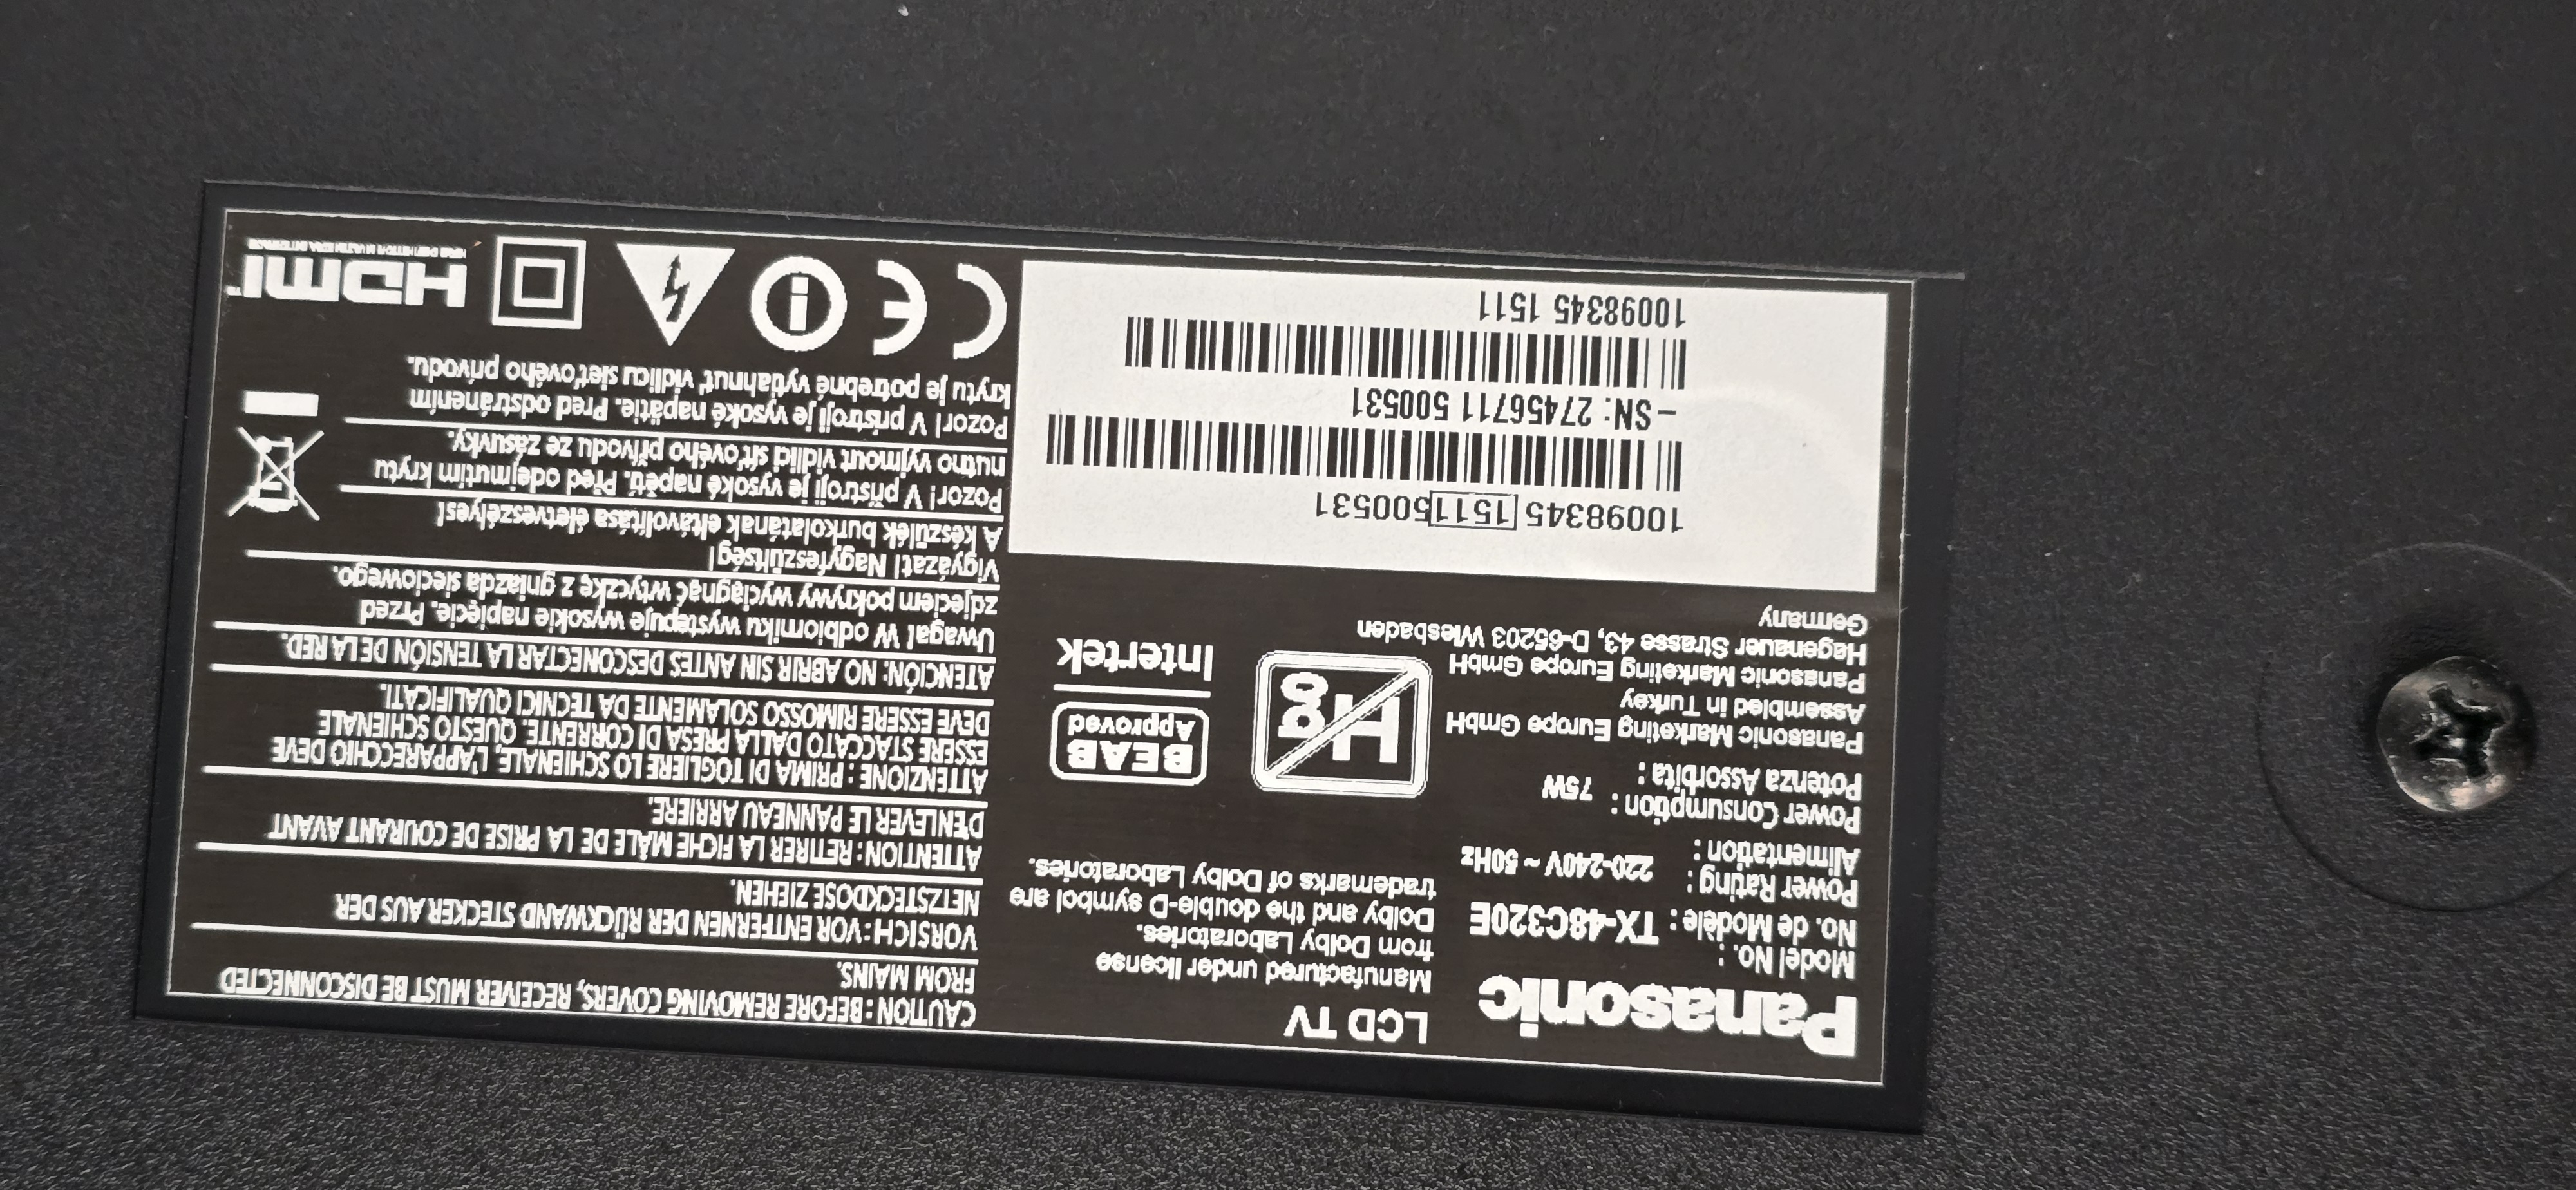 Panasonic
Model No. :
No. de Modèle : TX-48C320E
Power Rating :
Alimentation : 220-240V ~ 50Hz
Power Consumption :
Potenza Assorbita : 75W
Panasonic Marketing Europe GmbH
Assembled in Turkey
Panasonic Marketing Europe GmbH
Hagenauer Strasse 43, D-65203 Wiesbaden
Germany
LCD TV
Manufactured under license
from Dolby Laboratories.
Dolby and the double-D symbol are
trademarks of Dolby Laboratories.
Hg
BEAB
Approved
Intertek
10098345 1511 500531
-SN: 27456711 500531
10098345 1511
CAUTION : BEFORE REMOVING COVERS, RECEIVER MUST BE DISCONNECTED
FROM MAINS.
VORSICH : VOR ENTFERNEN DER RÜCKWAND STECKER AUS DER
NETZSTECKDOSE ZIEHEN.
ATTENTION : RETIRER LA FICHE MÂLE DE LA PRISE DE COURANT AVANT
D'ENLEVER LE PANNEAU ARRIERE.
ATTENZIONE : PRIMA DI TOGLIERE LO SCHIENALE, L'APPARECCHIO DEVE
ESSERE STACCATO DALLA PRESA DI CORRENTE. QUESTO SCHIENALE
DEVE ESSERE RIMOSSO SOLAMENTE DA TECNICI QUALIFICATI.
ATENCIÓN: NO ABRIR SIN ANTES DESCONECTAR LA TENSIÓN DE LA RED.
Uwaga! W odbiorniku występuje wysokie napięcie. Przed
zdjęciem pokrywy wyciągnąć wtyczkę z gniazda sieciowego.
Vigyázat! Nagyfeszültség!
A készülék burkolatának eltávolítása életveszélyes!
Pozor! V přístroji je vysoké napětí. Před odejmutím krytu
nutno vyjmout vidlici síťového přívodu ze zásuvky.
Pozor! V prístroji je vysoké napätie. Pred odstránením
krytu je potrebné vytiahnuť vidlicu sieťového prívodu.
CE
i
HDMI™
HIGH-DEFINITION MULTIMEDIA INTERFACE